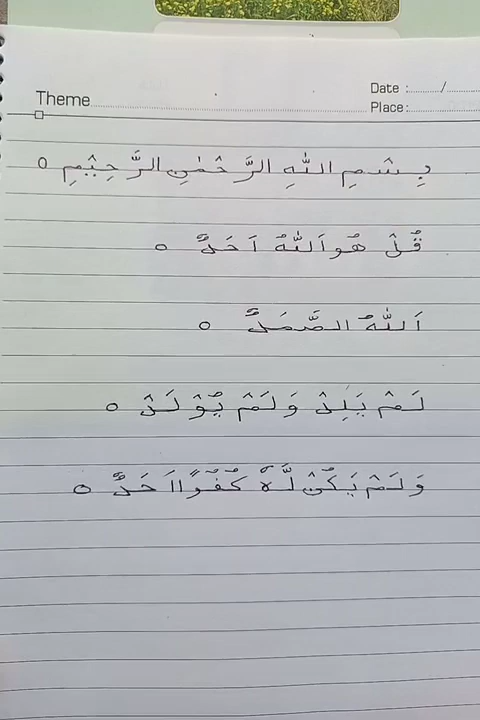 Date :......../
Theme
Place:
بِسْمِ اللّٰهِ الرَّحْمٰنِ الرَّحِيْمِ ○
قُلْ هُوَ اللّٰهُ اَحَدٌ ○
اَللّٰهُ الصَّمَدُ ○
لَمْ يَلِدْ وَلَمْ يُوْلَدْ ○
وَلَمْ يَكُنْ لَّهٗ كُفُوًا اَحَدٌ ○